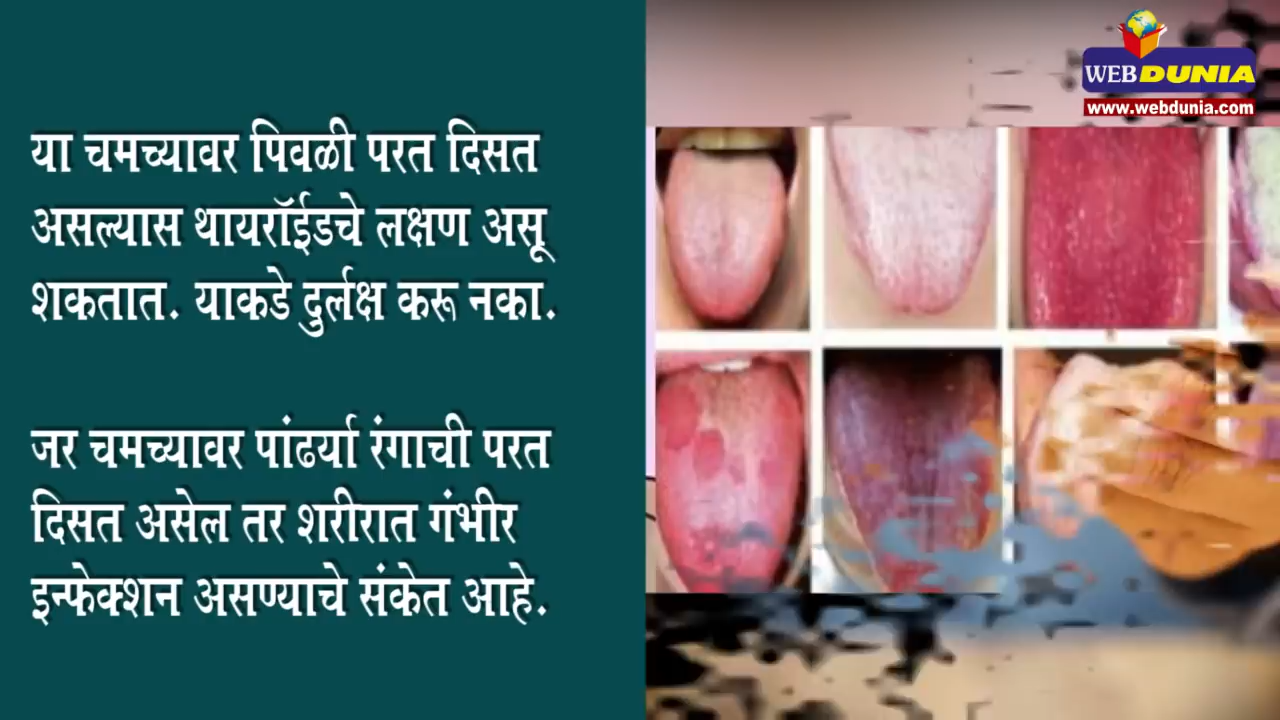 या चमच्यावर पिवळी परत दिसत
असल्यास थायरॉईडचे लक्षण असू
शकतात. याकडे दुर्लक्ष करू नका.
जर चमच्यावर पांढर्या रंगाची परत
दिसत असेल तर शरीरात गंभीर
इन्फेक्शन असण्याचे संकेत आहे.
WEBDUNIA
www.webdunia.com